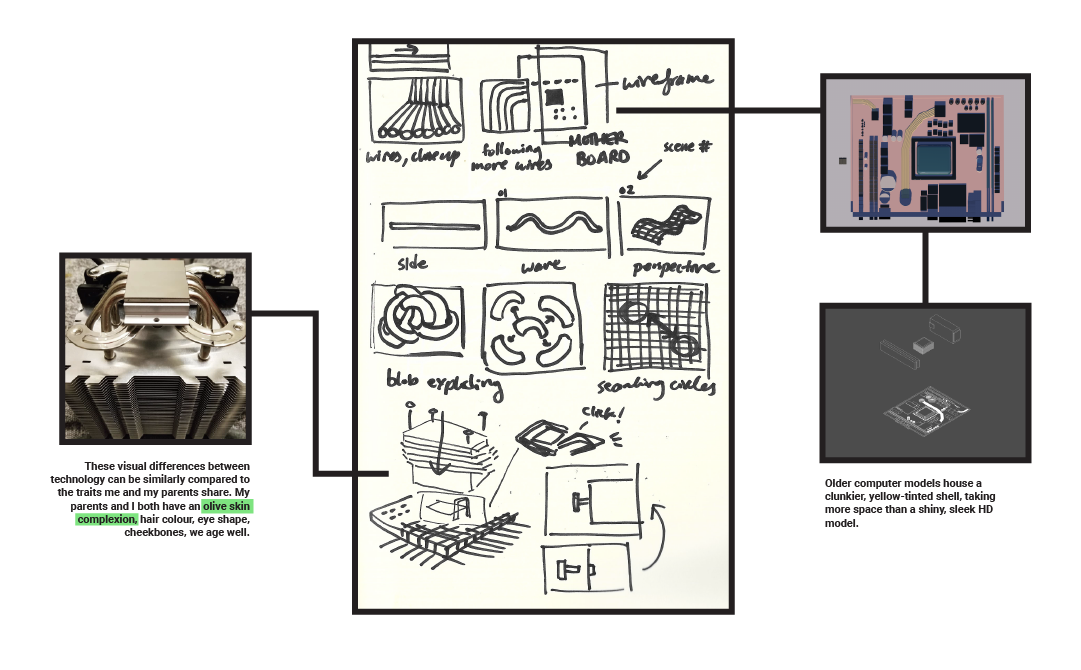 wireframe
wires, closeup
following
more wires
MOTHER
BOARD
scene #
01
02
side
wave
perspective
blob exploding
searching circles
click!
These visual differences between
technology can be similarly compared to
the traits me and my parents share. My
parents and I both have an olive skin
complexion, hair colour, eye shape,
cheekbones, we age well.
Older computer models house a
clunkier, yellow-tinted shell, taking
more space than a shiny, sleek HD
model.